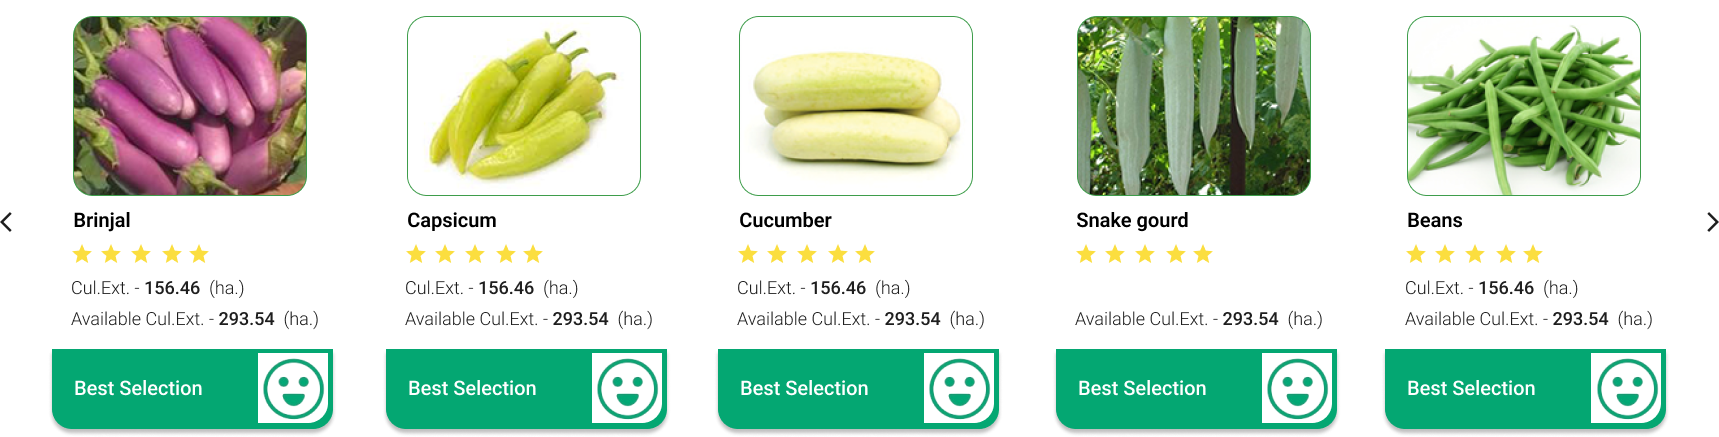 Brinjal
Cul.Ext. - 156.46 (ha.)
Available Cul.Ext. - 293.54 (ha.)
Best Selection
Capsicum
Cul.Ext. - 156.46 (ha.)
Available Cul.Ext. - 293.54 (ha.)
Best Selection
Cucumber
Cul.Ext. - 156.46 (ha.)
Available Cul.Ext. - 293.54 (ha.)
Best Selection
Snake gourd
Available Cul.Ext. - 293.54 (ha.)
Best Selection
Beans
Cul.Ext. - 156.46 (ha.)
Available Cul.Ext. - 293.54 (ha.)
Best Selection